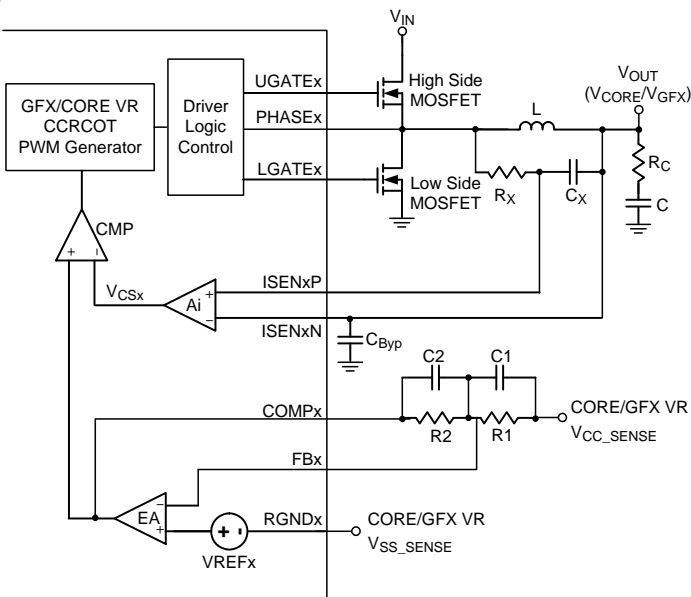 V_IN
UGATEx
High Side
MOSFET
V_OUT
(V_CORE/V_GFX)
GFX/CORE VR
CCRCOT
PWM Generator
Driver
Logic
Control
PHASEx
L
LGATEx
Low Side
MOSFET
R_X
C_X
R_C
C
CMP
+
-
V_CSx
Ai
+
−
ISENxP
ISENxN
C_Byp
C2
C1
COMPx
R2
R1
CORE/GFX VR
V_CC_SENSE
FBx
EA
−
+
+ -
VREFx
RGNDx
CORE/GFX VR
V_SS_SENSE